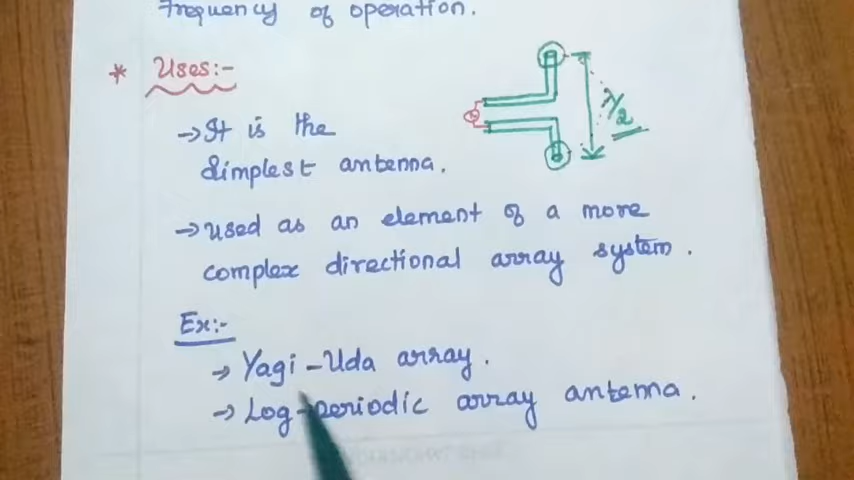 Frequency of operation.
* Uses:-
→ It is the
simplest antenna.
λ/2
→ used as an element of a more
complex directional array system.
Ex:-
→ Yagi-Uda array.
→ Log-periodic array antenna.